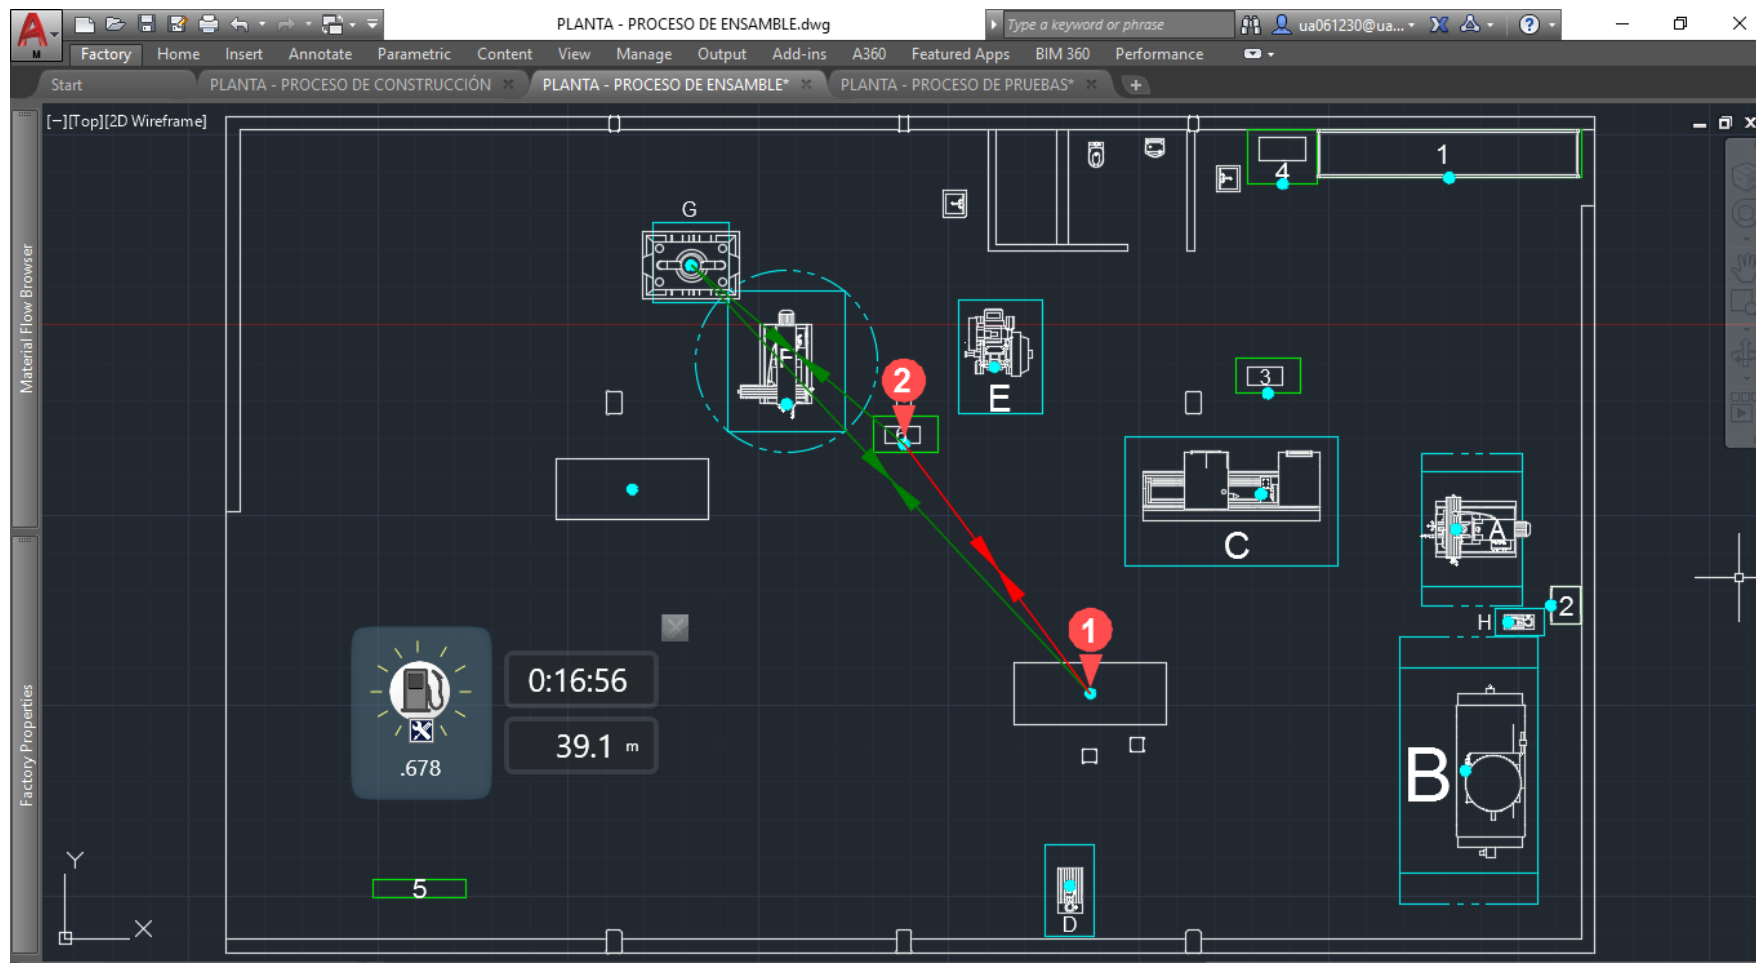 PLANTA - PROCESO DE ENSAMBLE.dwg
Type a keyword or phrase
ua061230@ua...
M
Factory Home Insert Annotate Parametric Content View Manage Output Add-ins A360 Featured Apps BIM 360 Performance
Start
PLANTA - PROCESO DE CONSTRUCCIÓN
PLANTA - PROCESO DE ENSAMBLE*
PLANTA - PROCESO DE PRUEBAS*
[−][Top][2D Wireframe]
Material Flow Browser
Factory Properties
4
1
G
F
E
3
2
6
C
A
H
2
1
B
D
5
0:16:56
39.1 m
.678
Y
X